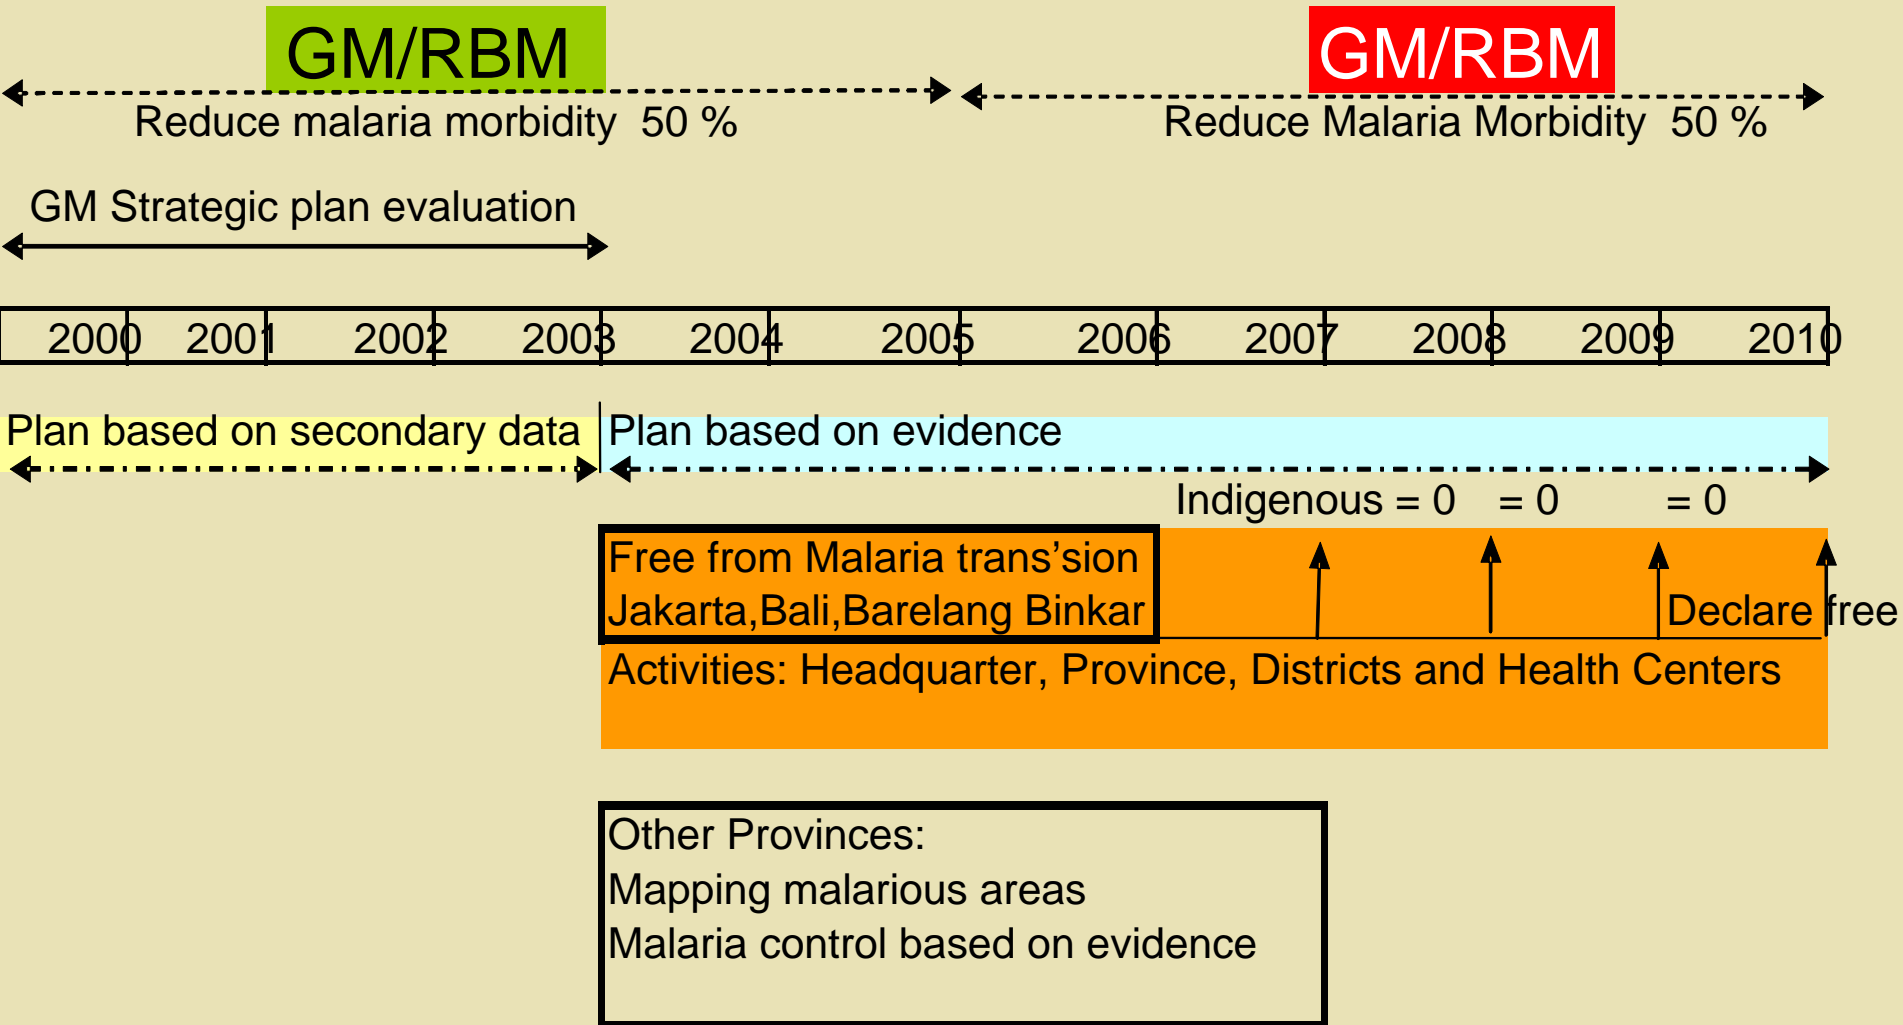 GM/RBM GM/RBM
Reduce malaria morbidity 50 % Reduce Malaria Morbidity 50 %
GM Strategic plan evaluation
2000 2001 2002 2003 2004 2005 2006 2007 2008 2009 2010
Plan based on secondary data Plan based on evidence
Indigenous = 0 = 0 = 0
Free from Malaria trans’sion
Jakarta,Bali,Barelang Binkar Declare free
Activities: Headquarter, Province, Districts and Health Centers
Other Provinces:
Mapping malarious areas
Malaria control based on evidence